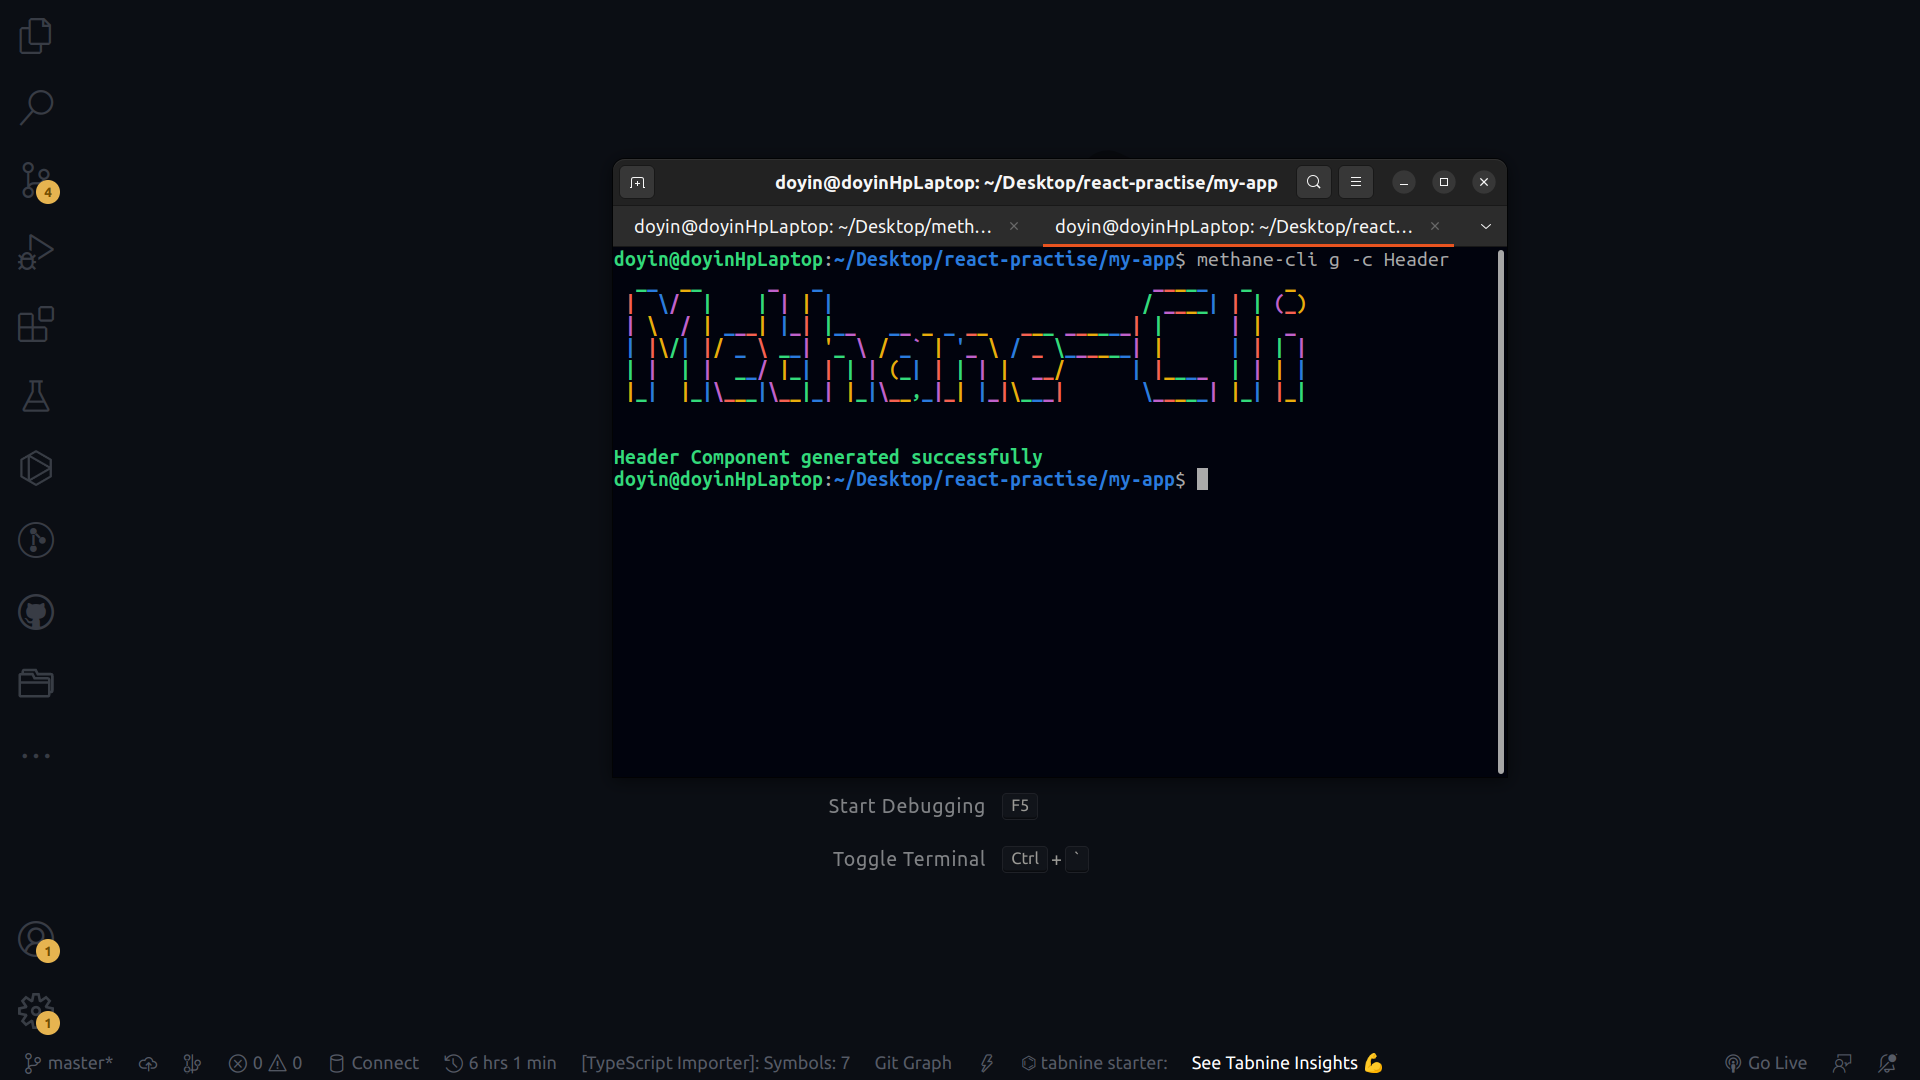 4
doyin@doyinHpLaptop: ~/Desktop/react-practise/my-app
doyin@doyinHpLaptop: ~/Desktop/meth...
doyin@doyinHpLaptop: ~/Desktop/react...
doyin@doyinHpLaptop:~/Desktop/react-practise/my-app$ methane-cli g -c Header
Methane-Cli
Header Component generated successfully
doyin@doyinHpLaptop:~/Desktop/react-practise/my-app$
Start Debugging F5
Toggle Terminal Ctrl + `
1
1
master* 0 0 Connect 6 hrs 1 min [TypeScript Importer]: Symbols: 7 Git Graph tabnine starter: See Tabnine Insights 💪 Go Live